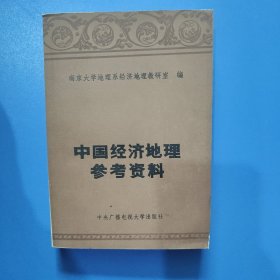 南京大学地理系经济地理教研室 编
中国经济地理
参考资料
中央广播电视大学出版社